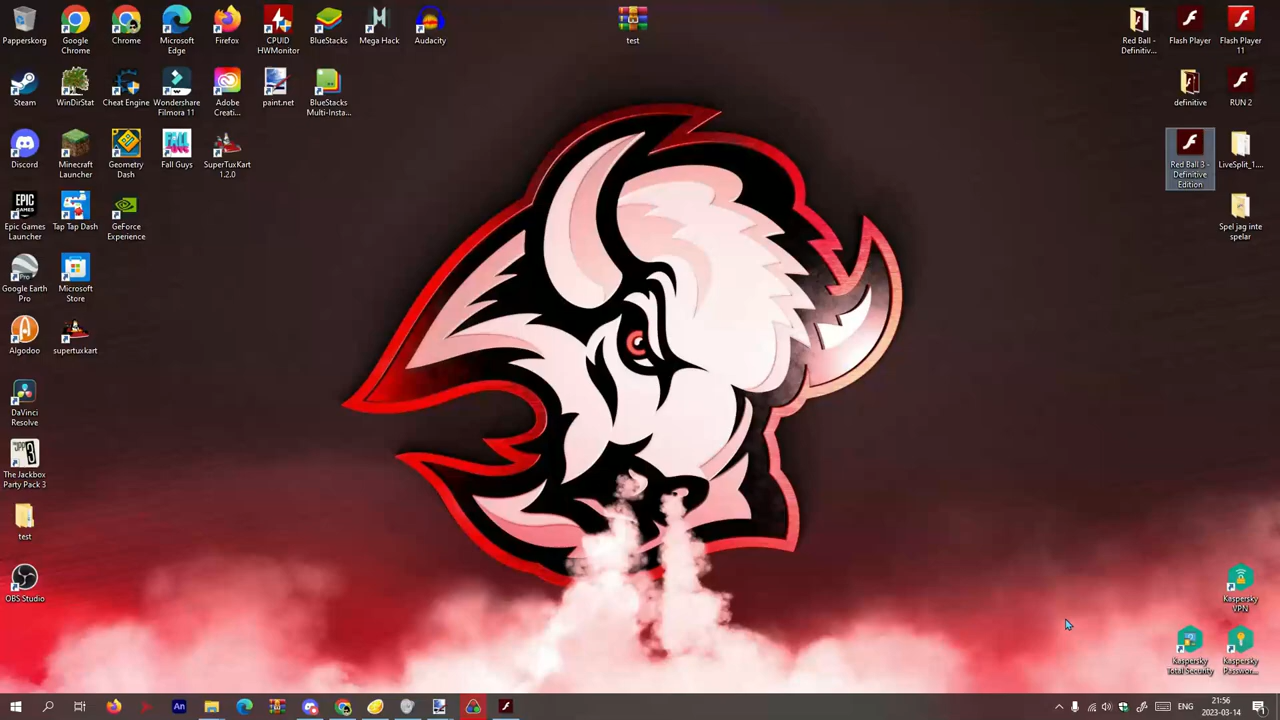 Papperskorg
Google
Chrome
Chrome
Microsoft
Edge
Firefox
CPUID
HWMonitor
BlueStacks
Mega Hack
Audacity
test
Red Ball -
Definitiv...
Flash Player
Flash Player
11
Steam
WinDirStat
Cheat Engine
Wondershare
Filmora 11
Adobe
Creati...
paint.net
BlueStacks
Multi-Insta...
definitive
RUN 2
Discord
Minecraft
Launcher
Geometry
Dash
Fall Guys
SuperTuxKart
1.2.0
Red Ball 3 -
Definitive
Edition
LiveSplit_1....
Epic Games
Launcher
Tap Tap Dash
GeForce
Experience
Spel jag inte
spelar
Google Earth
Pro
Microsoft
Store
Algodoo
supertuxkart
DaVinci
Resolve
The Jackbox
Party Pack 3
test
OBS Studio
Kaspersky
VPN
Kaspersky
Total Security
Kaspersky
Passwor...
ENG
21:56
2023-03-14